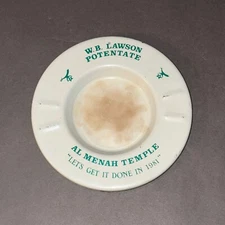 W.B. LAWSON
POTENTATE
AL MENAH TEMPLE
"LET'S GET IT DONE IN 1981"